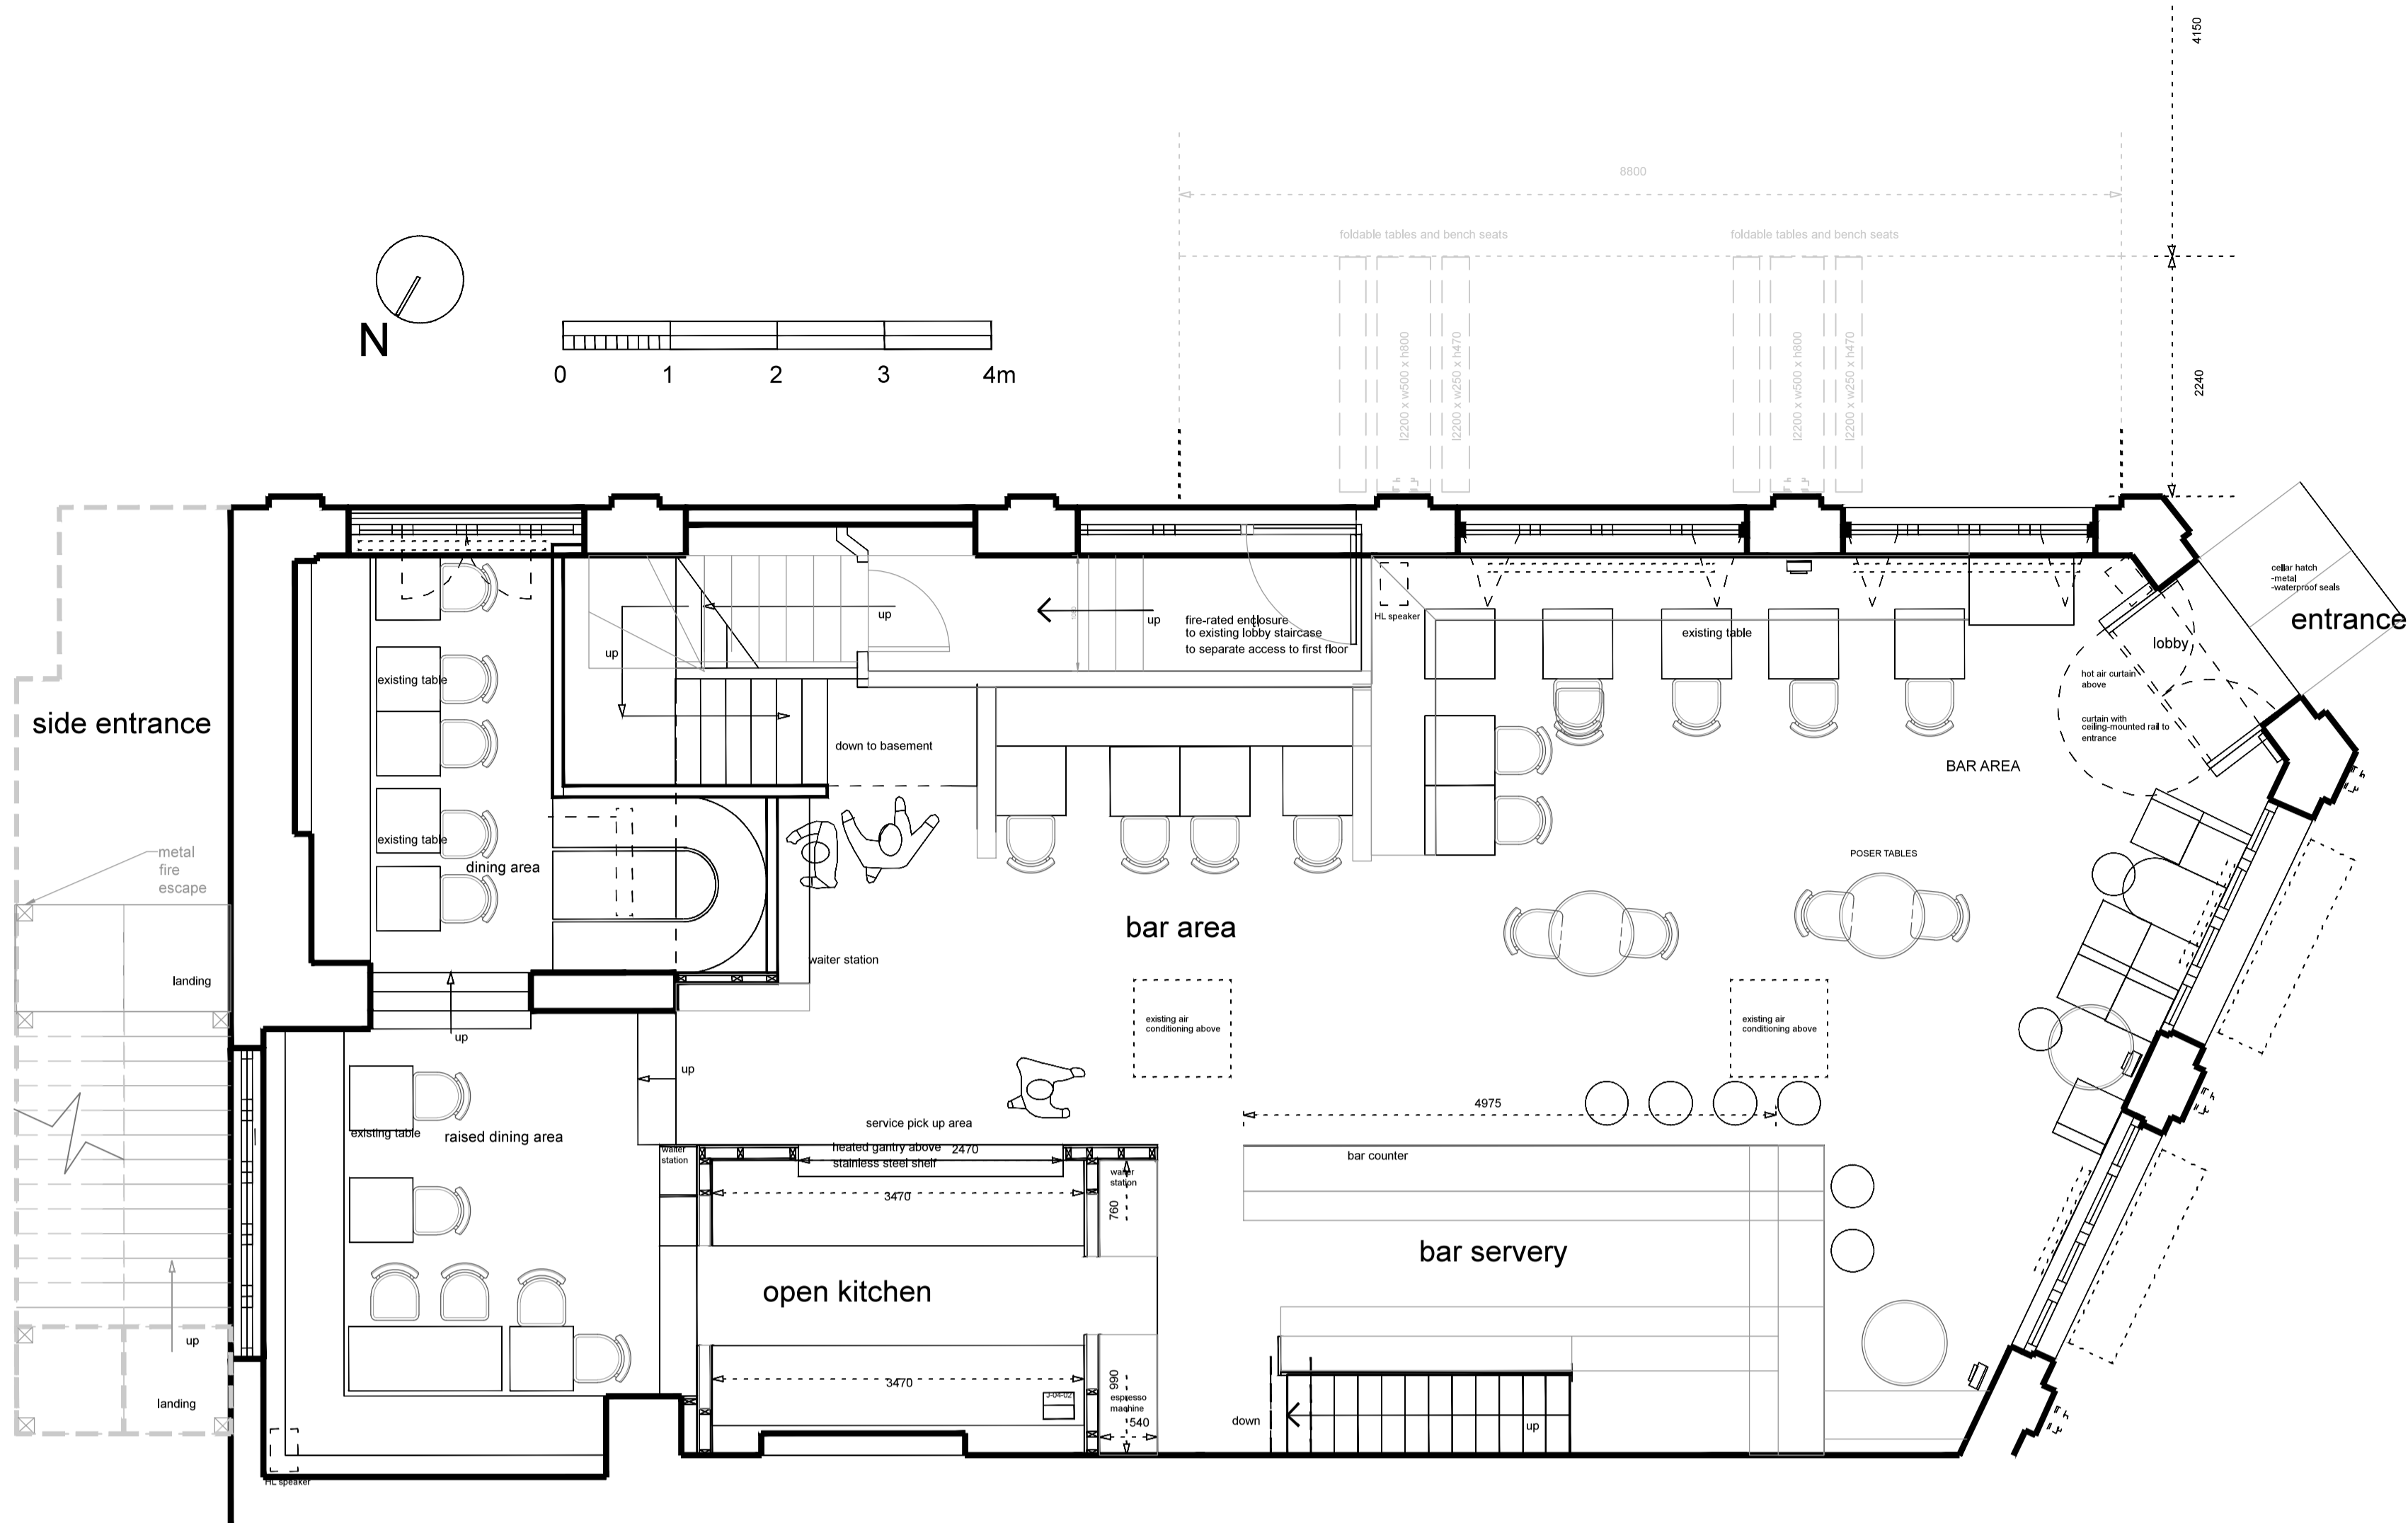 4150
8800
foldable tables and bench seats
foldable tables and bench seats
N
0 1 2 3 4m
l2200 x w500 x h800
l2200 x w250 x h470
l2200 x w500 x h800
l2200 x w250 x h470
2240
cellar hatch
-metal
-waterproof seals
entrance
up
up
fire-rated enclosure
to existing lobby staircase
to separate access to first floor
HL speaker
existing table
lobby
up
hot air curtain
above
existing table
side entrance
curtain with
ceiling-mounted rail to
entrance
down to basement
BAR AREA
existing table
metal
fire
escape
dining area
POSER TABLES
bar area
waiter station
landing
existing air
conditioning above
existing air
conditioning above
up
up
4975
service pick up area
existing table
raised dining area
waiter
station
heated gantry above
2470
stainless steel shelf
bar counter
waiter
station
3470
760
bar servery
open kitchen
up
landing
3470
990
J-04-02
espresso
machine
540
down
up
HL speaker